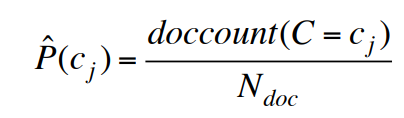 P̂(c_j) = doccount(C = c_j) / N_doc